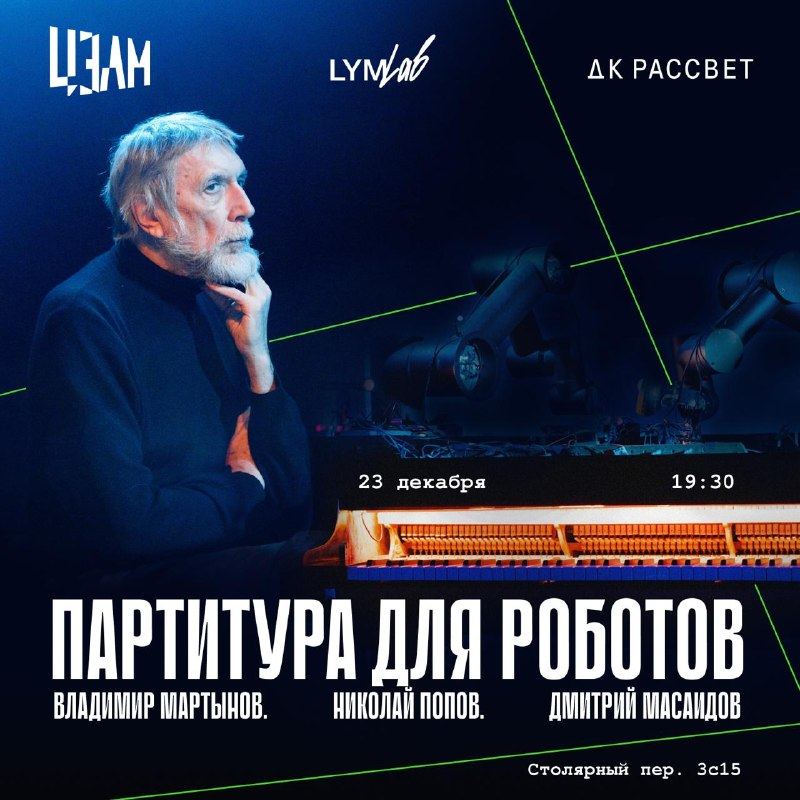 ЦЭАМ
LYMLab
ДК РАССВЕТ
23 декабря 19:30
ПАРТИТУРА ДЛЯ РОБОТОВ
ВЛАДИМИР МАРТЫНОВ. НИКОЛАЙ ПОПОВ. ДМИТРИЙ МАСАИДОВ
Столярный пер. 3с15